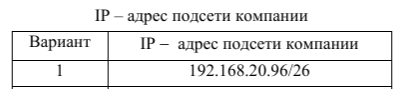 IP – адрес подсети компании
Вариант IP – адрес подсети компании
1 192.168.20.96/26